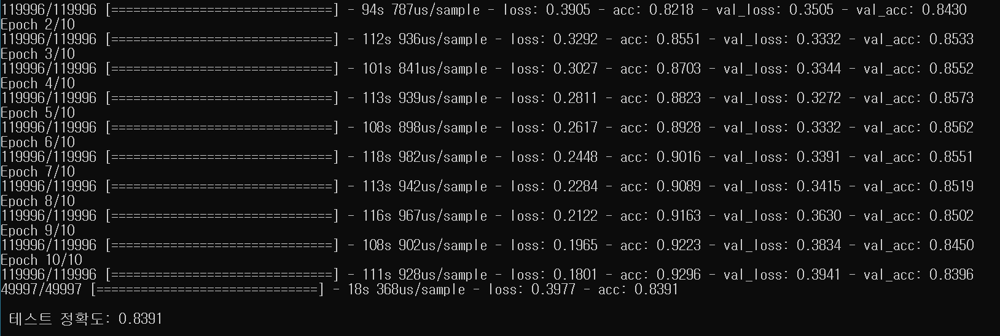 119996/119996 [==============================] - 94s 787us/sample - loss: 0.3905 - acc: 0.8218 - val_loss: 0.3505 - val_acc: 0.8430
Epoch 2/10
119996/119996 [==============================] - 112s 936us/sample - loss: 0.3292 - acc: 0.8551 - val_loss: 0.3332 - val_acc: 0.8533
Epoch 3/10
119996/119996 [==============================] - 101s 841us/sample - loss: 0.3027 - acc: 0.8703 - val_loss: 0.3344 - val_acc: 0.8552
Epoch 4/10
119996/119996 [==============================] - 113s 939us/sample - loss: 0.2811 - acc: 0.8823 - val_loss: 0.3272 - val_acc: 0.8573
Epoch 5/10
119996/119996 [==============================] - 108s 898us/sample - loss: 0.2617 - acc: 0.8928 - val_loss: 0.3332 - val_acc: 0.8562
Epoch 6/10
119996/119996 [==============================] - 118s 982us/sample - loss: 0.2448 - acc: 0.9016 - val_loss: 0.3391 - val_acc: 0.8551
Epoch 7/10
119996/119996 [==============================] - 113s 942us/sample - loss: 0.2284 - acc: 0.9089 - val_loss: 0.3415 - val_acc: 0.8519
Epoch 8/10
119996/119996 [==============================] - 116s 967us/sample - loss: 0.2122 - acc: 0.9163 - val_loss: 0.3630 - val_acc: 0.8502
Epoch 9/10
119996/119996 [==============================] - 108s 902us/sample - loss: 0.1965 - acc: 0.9223 - val_loss: 0.3834 - val_acc: 0.8450
Epoch 10/10
119996/119996 [==============================] - 111s 928us/sample - loss: 0.1801 - acc: 0.9296 - val_loss: 0.3941 - val_acc: 0.8396
49997/49997 [==============================] - 18s 368us/sample - loss: 0.3977 - acc: 0.8391
테스트 정확도: 0.8391